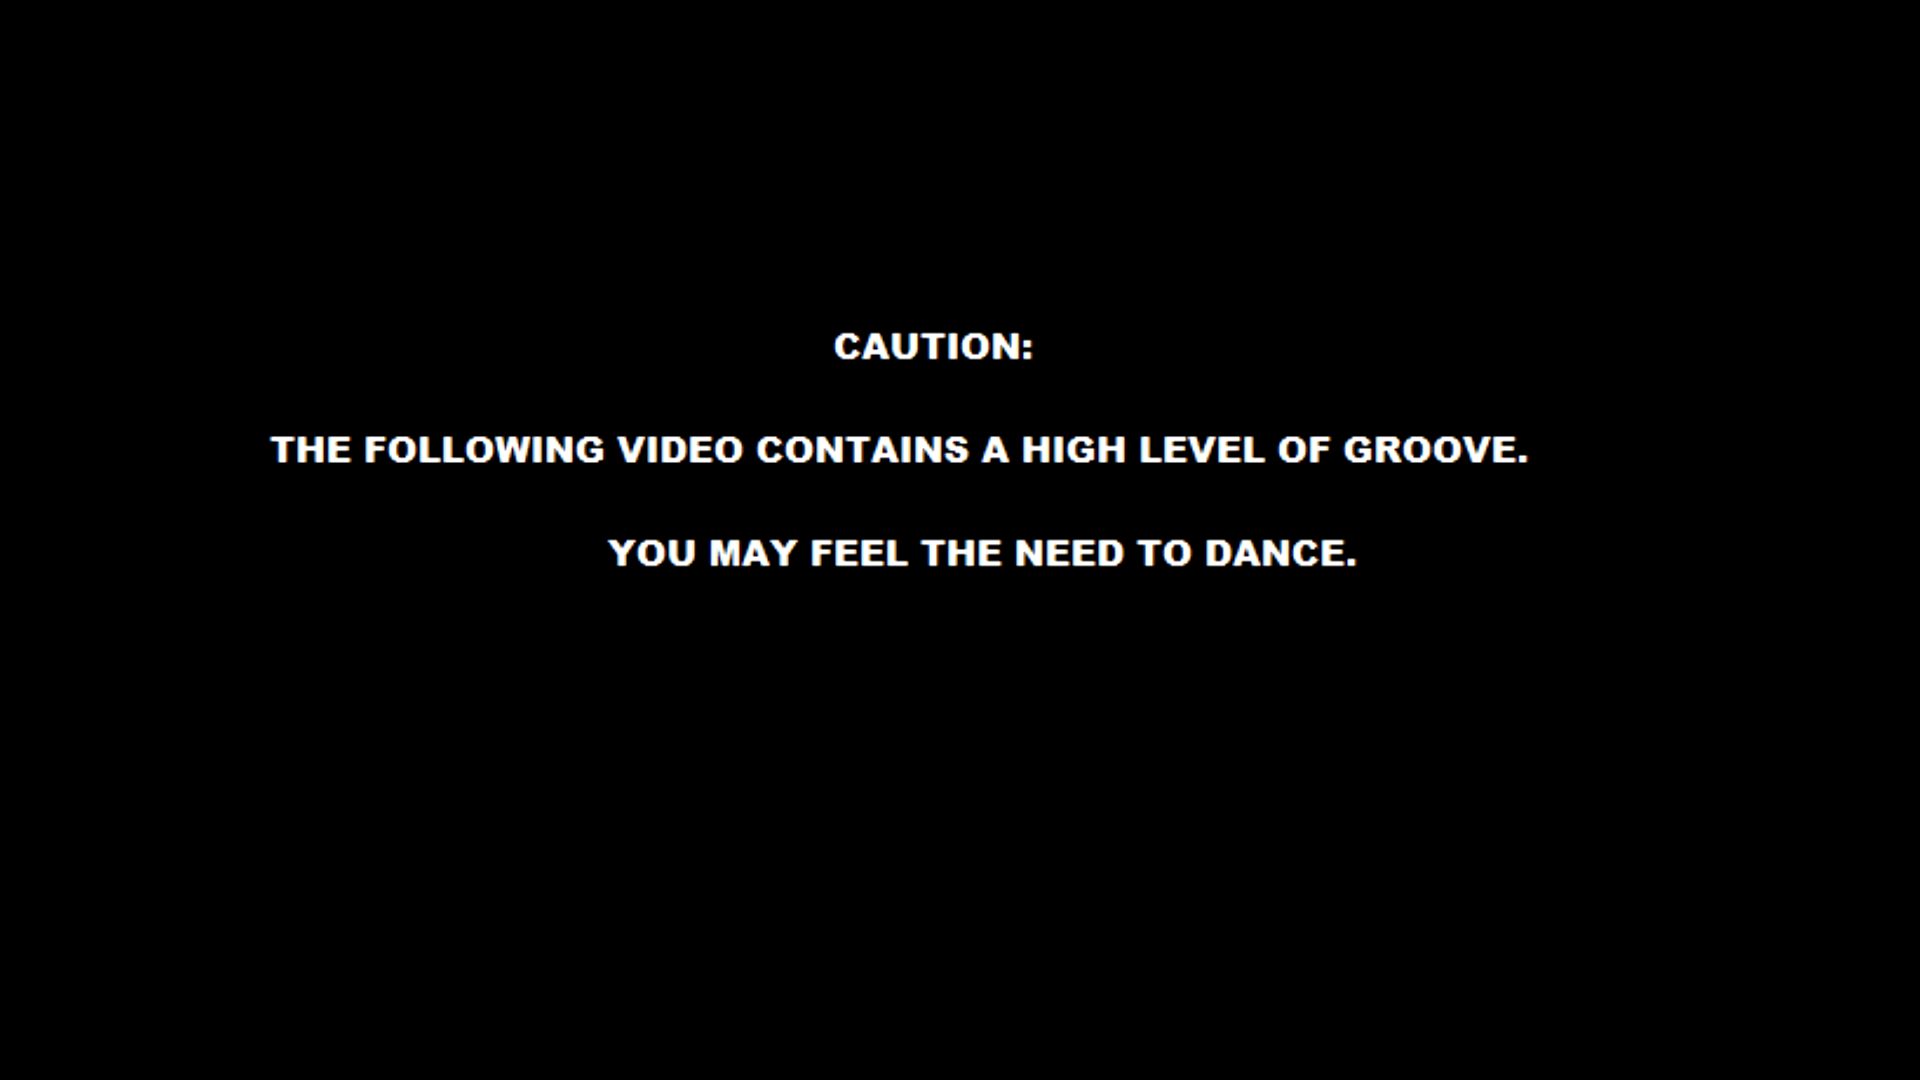 CAUTION:
THE FOLLOWING VIDEO CONTAINS A HIGH LEVEL OF GROOVE.
YOU MAY FEEL THE NEED TO DANCE.